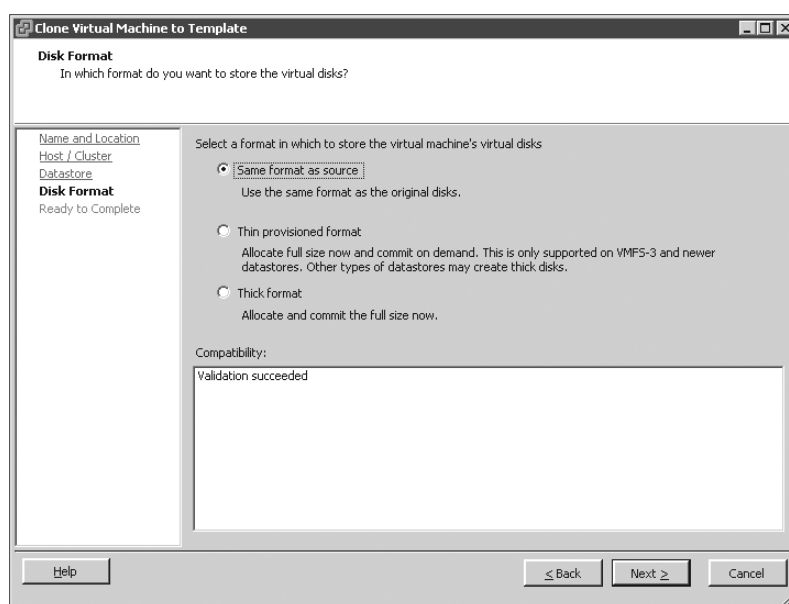 Clone Virtual Machine to Template
Disk Format
In which format do you want to store the virtual disks?
Name and Location
Host / Cluster
Datastore
Disk Format
Ready to Complete
Select a format in which to store the virtual machine's virtual disks
Same format as source
Use the same format as the original disks.
Thin provisioned format
Allocate full size now and commit on demand. This is only supported on VMFS-3 and newer
datastores. Other types of datastores may create thick disks.
Thick format
Allocate and commit the full size now.
Compatibility:
Validation succeeded
Help
≤ Back
Next ≥
Cancel